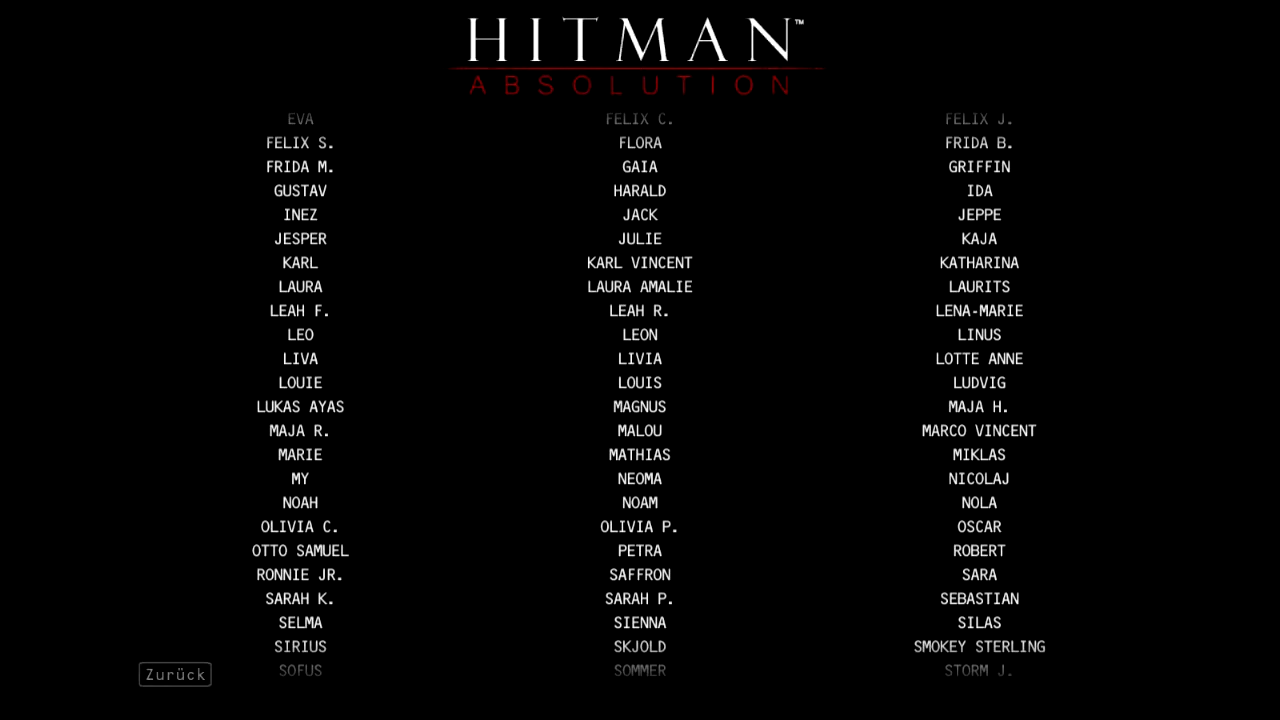 HITMAN™
ABSOLUTION
EVA FELIX C. FELIX J.
FELIX S. FLORA FRIDA B.
FRIDA M. GAIA GRIFFIN
GUSTAV HARALD IDA
INEZ JACK JEPPE
JESPER JULIE KAJA
KARL KARL VINCENT KATHARINA
LAURA LAURA AMALIE LAURITS
LEAH F. LEAH R. LENA-MARIE
LEO LEON LINUS
LIVA LIVIA LOTTE ANNE
LOUIE LOUIS LUDVIG
LUKAS AYAS MAGNUS MAJA H.
MAJA R. MALOU MARCO VINCENT
MARIE MATHIAS MIKLAS
MY NEOMA NICOLAJ
NOAH NOAM NOLA
OLIVIA C. OLIVIA P. OSCAR
OTTO SAMUEL PETRA ROBERT
RONNIE JR. SAFFRON SARA
SARAH K. SARAH P. SEBASTIAN
SELMA SIENNA SILAS
SIRIUS SKJOLD SMOKEY STERLING
SOFUS SOMMER STORM J.
Zurück